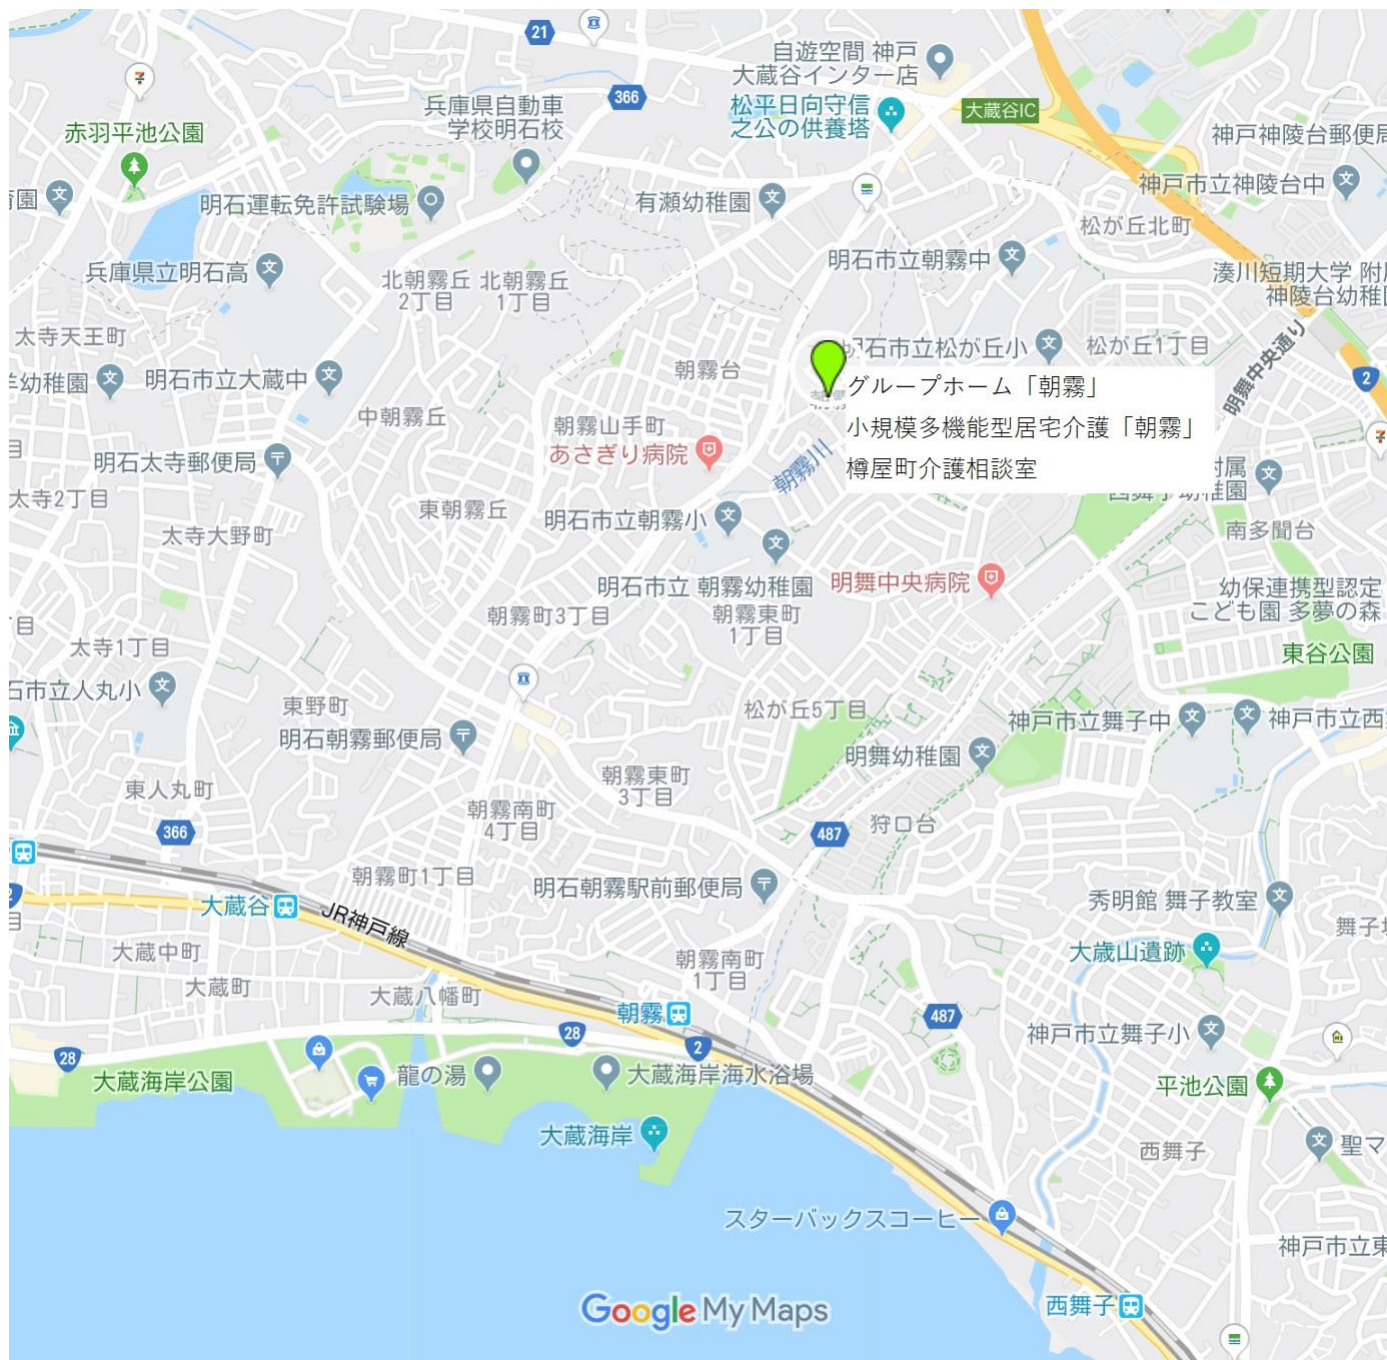 21
自遊空間 神戸
大蔵谷インター店
366
兵庫県自動車
学校明石校
松平日向守信
之公の供養塔
大蔵谷IC
赤羽平池公園
神戸神陵台郵便局
育園
明石運転免許試験場
有瀬幼稚園
神戸市立神陵台中
松が丘北町
兵庫県立明石高
北朝霧丘
2丁目
北朝霧丘
1丁目
明石市立朝霧中
湊川短期大学 附属
神陵台幼稚園
太寺天王町
朝霧台
明石市立松が丘小
松が丘1丁目
明舞中央通り
2
羊幼稚園
明石市立大蔵中
グループホーム「朝霧」
小規模多機能型居宅介護「朝霧」
樽屋町介護相談室
中朝霧丘
朝霧山手町
あさぎり病院
朝霧川
明石太寺郵便局
附属
西舞子幼稚園
太寺2丁目
東朝霧丘
明石市立朝霧小
太寺大野町
南多聞台
明石市立 朝霧幼稚園
明舞中央病院
幼保連携型認定
こども園 多夢の森
朝霧町3丁目
朝霧東町
1丁目
丁目
太寺1丁目
東谷公園
石市立人丸小
東野町
松が丘5丁目
神戸市立舞子中
神戸市立西
明石朝霧郵便局
明舞幼稚園
東人丸町
朝霧東町
3丁目
朝霧南町
4丁目
366
487
狩口台
朝霧町1丁目
明石朝霧駅前郵便局
秀明館 舞子教室
大蔵谷
JR神戸線
舞子坂
大蔵中町
朝霧南町
1丁目
大歳山遺跡
大蔵町
大蔵八幡町
朝霧
487
28
28
2
神戸市立舞子小
大蔵海岸公園
龍の湯
大蔵海岸海水浴場
平池公園
大蔵海岸
西舞子
聖マ
スターバックスコーヒー
神戸市立東
西舞子
Google My Maps